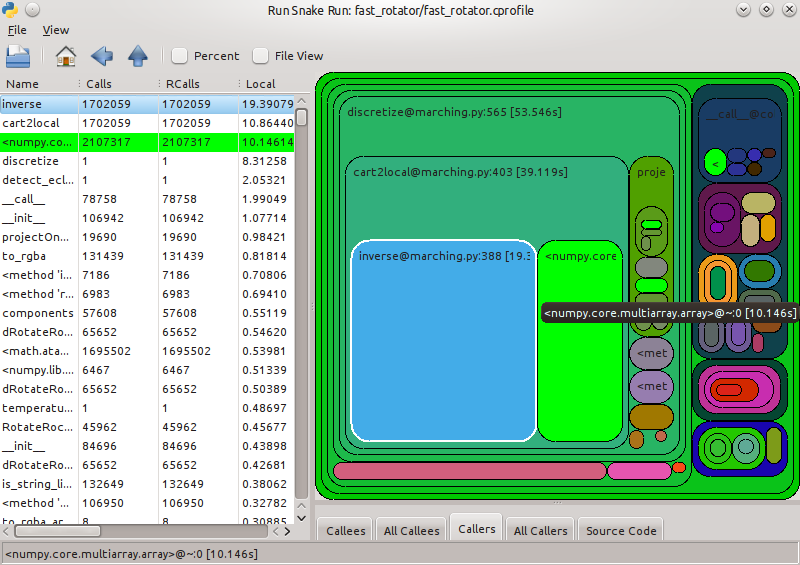 Run Snake Run: fast_rotator/fast_rotator.cprofile
File View
Percent File View
Name Calls RCalls Local
inverse 1702059 1702059 19.39079
cart2local 1702059 1702059 10.86440
<numpy.co... 2107317 2107317 10.14614
discretize 1 1 8.31258
detect_ecl... 1 1 2.05321
__call__ 78758 78758 1.99049
__init__ 106942 106942 1.07714
projectOn... 19690 19690 0.98421
to_rgba 131439 131439 0.81814
<method 'i... 7186 7186 0.70806
<method 'r... 6983 6983 0.69410
components 57608 57608 0.55119
dRotateRo... 65652 65652 0.54620
<math.ata... 1695502 1695502 0.53981
<numpy.lib.... 6467 6467 0.51339
dRotateRo... 65652 65652 0.50389
temperatu... 1 1 0.48697
RotateRoc... 45962 45962 0.45677
__init__ 84696 84696 0.43898
dRotateRo... 65652 65652 0.42681
is_string_li... 132649 132649 0.38062
<method '... 106950 106950 0.32782
to_rgba_ar... 8 8 0.30885
discretize@marching.py:565 [53.546s]
cart2local@marching.py:403 [39.119s]
inverse@marching.py:388 [19.3
<numpy.core
proje
<met
<met
__call__@co
<
<numpy.core.multiarray.array>@~:0 [10.146s]
Callees All Callees Callers All Callers Source Code
<numpy.core.multiarray.array>@~:0 [10.146s]